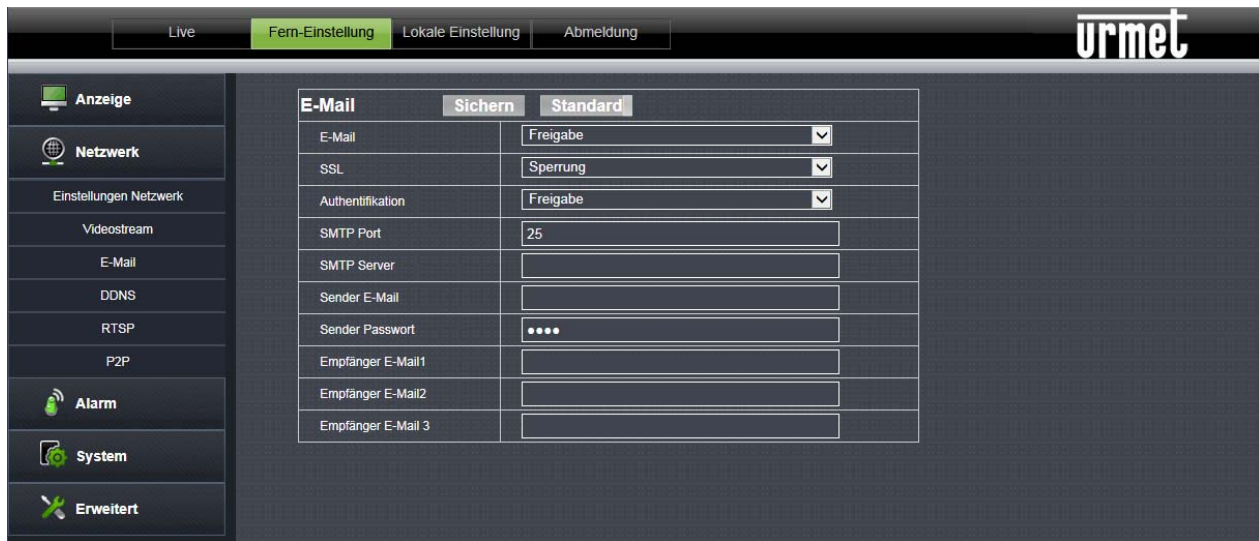 Live Fern-Einstellung Lokale Einstellung Abmeldung urmet
Anzeige
Netzwerk
Einstellungen Netzwerk
Videostream
E-Mail
DDNS
RTSP
P2P
Alarm
System
Erweitert
E-Mail Sichern Standard
E-Mail Freigabe
SSL Sperrung
Authentifikation Freigabe
SMTP Port 25
SMTP Server
Sender E-Mail
Sender Passwort ••••
Empfänger E-Mail1
Empfänger E-Mail2
Empfänger E-Mail 3